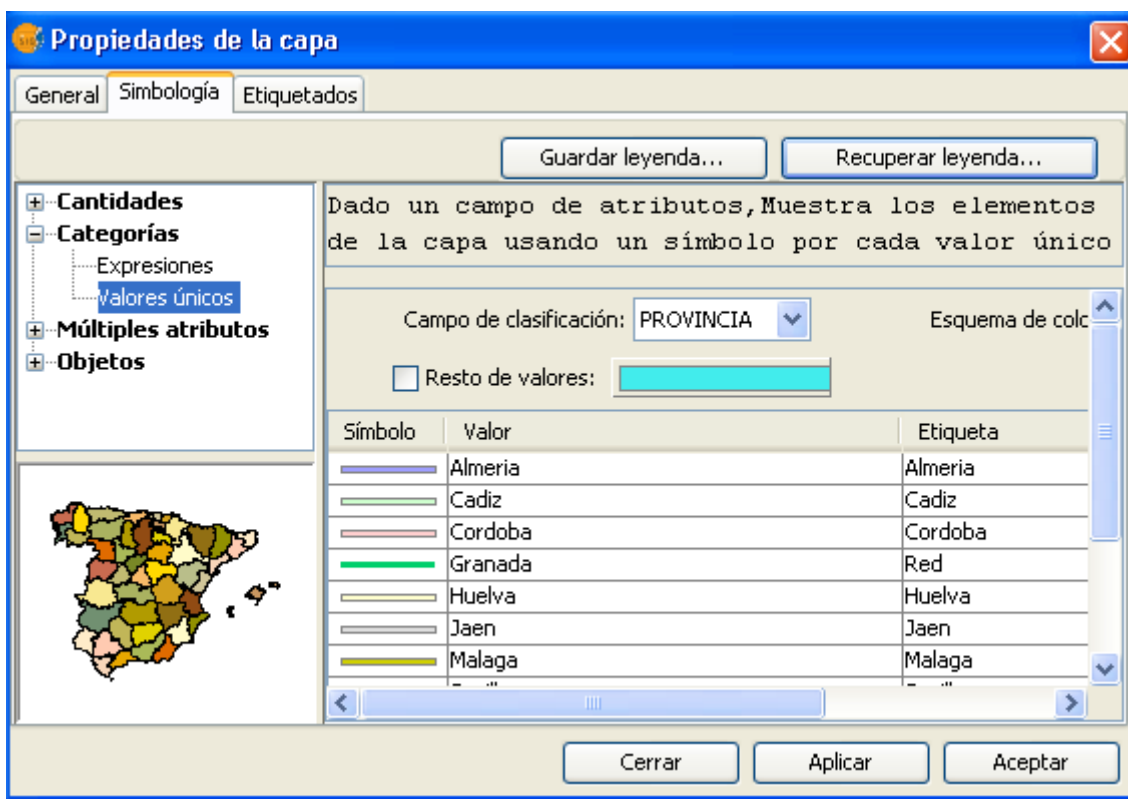 Propiedades de la capa
General Simbología Etiquetados
Guardar leyenda... Recuperar leyenda...
Cantidades
Categorías
Expresiones
Valores únicos
Múltiples atributos
Objetos
Dado un campo de atributos,Muestra los elementos
de la capa usando un símbolo por cada valor único
Campo de clasificación: PROVINCIA Esquema de colo
Resto de valores:
Símbolo Valor Etiqueta
Almeria Almeria
Cadiz Cadiz
Cordoba Cordoba
Granada Red
Huelva Huelva
Jaen Jaen
Malaga Malaga
Cerrar Aplicar Aceptar